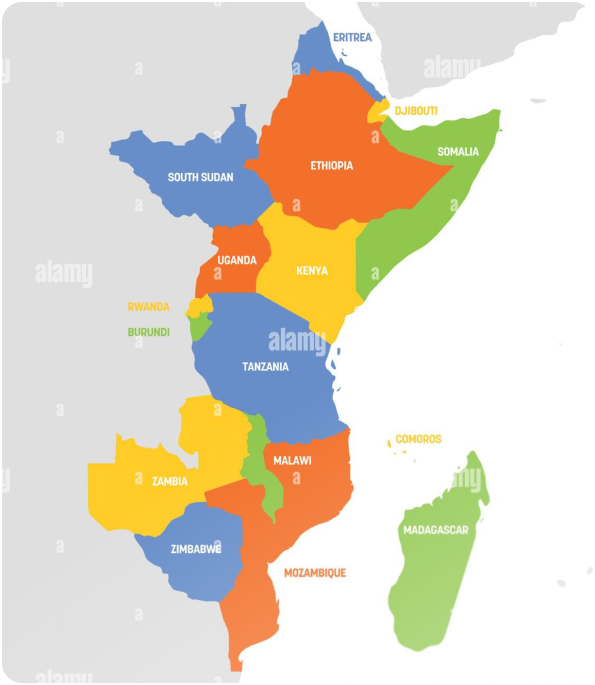 ERITREA
alamy
a
DJIBOUTI
a
a
SOMALIA
ETHIOPIA
SOUTH SUDAN
a
a
a
UGANDA
KENYA
alamy
a
a
RWANDA
BURUNDI
alamy
a
TANZANIA
a
a
COMOROS
MALAWI
ZAMBIA
a
a
alamy
MADAGASCAR
ZIMBABWE
a
a
MOZAMBIQUE
a
alamy